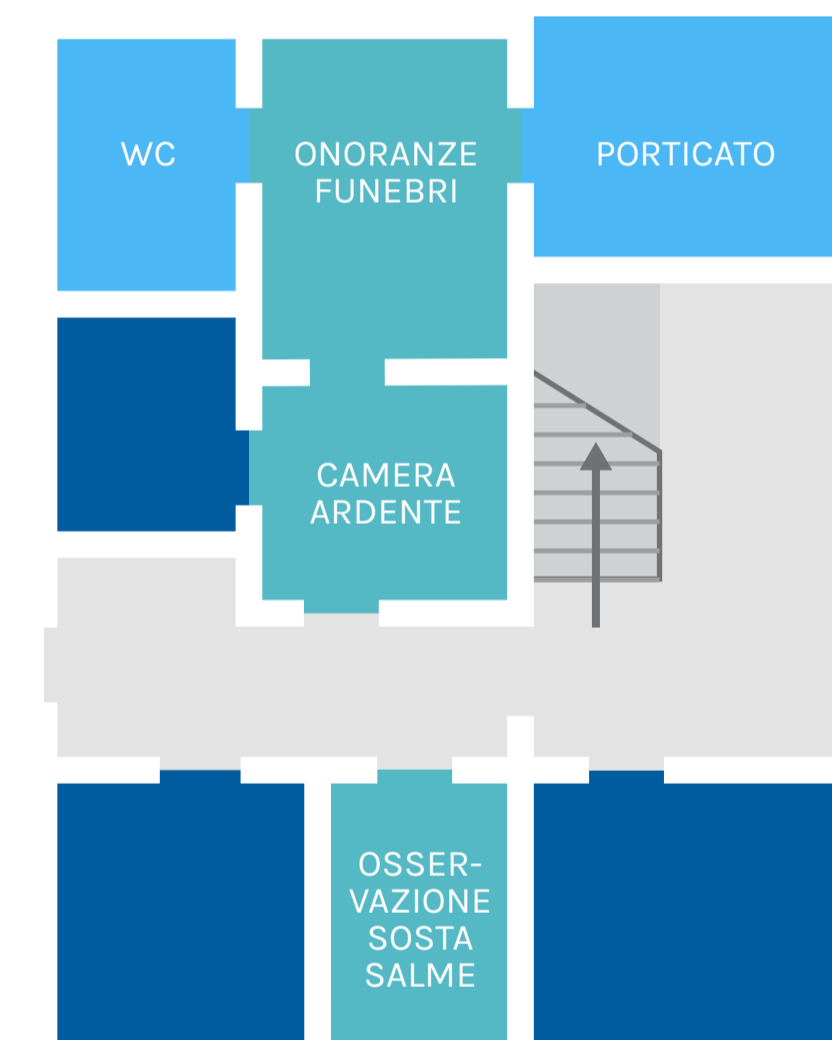 WC
ONORANZE
FUNEBRI
PORTICATO
CAMERA
ARDENTE
OSSER-
VAZIONE
SOSTA
SALME